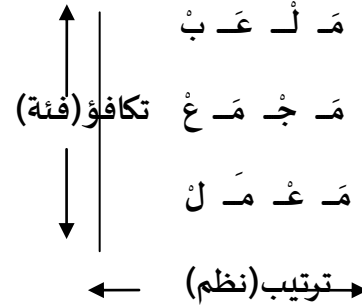 مَـ لْـ عَـ بْ
مَـ جْـ مَـ عْ تكافؤ(فئة)
مَـ عْـ مَـ لْ
ترتيب(نظم)